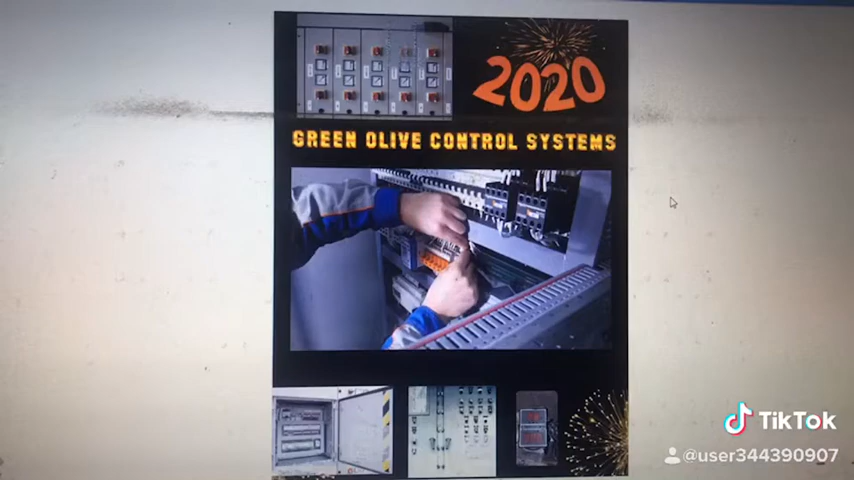 2020
GREEN OLIVE CONTROL SYSTEMS
TikTok
@user344390907